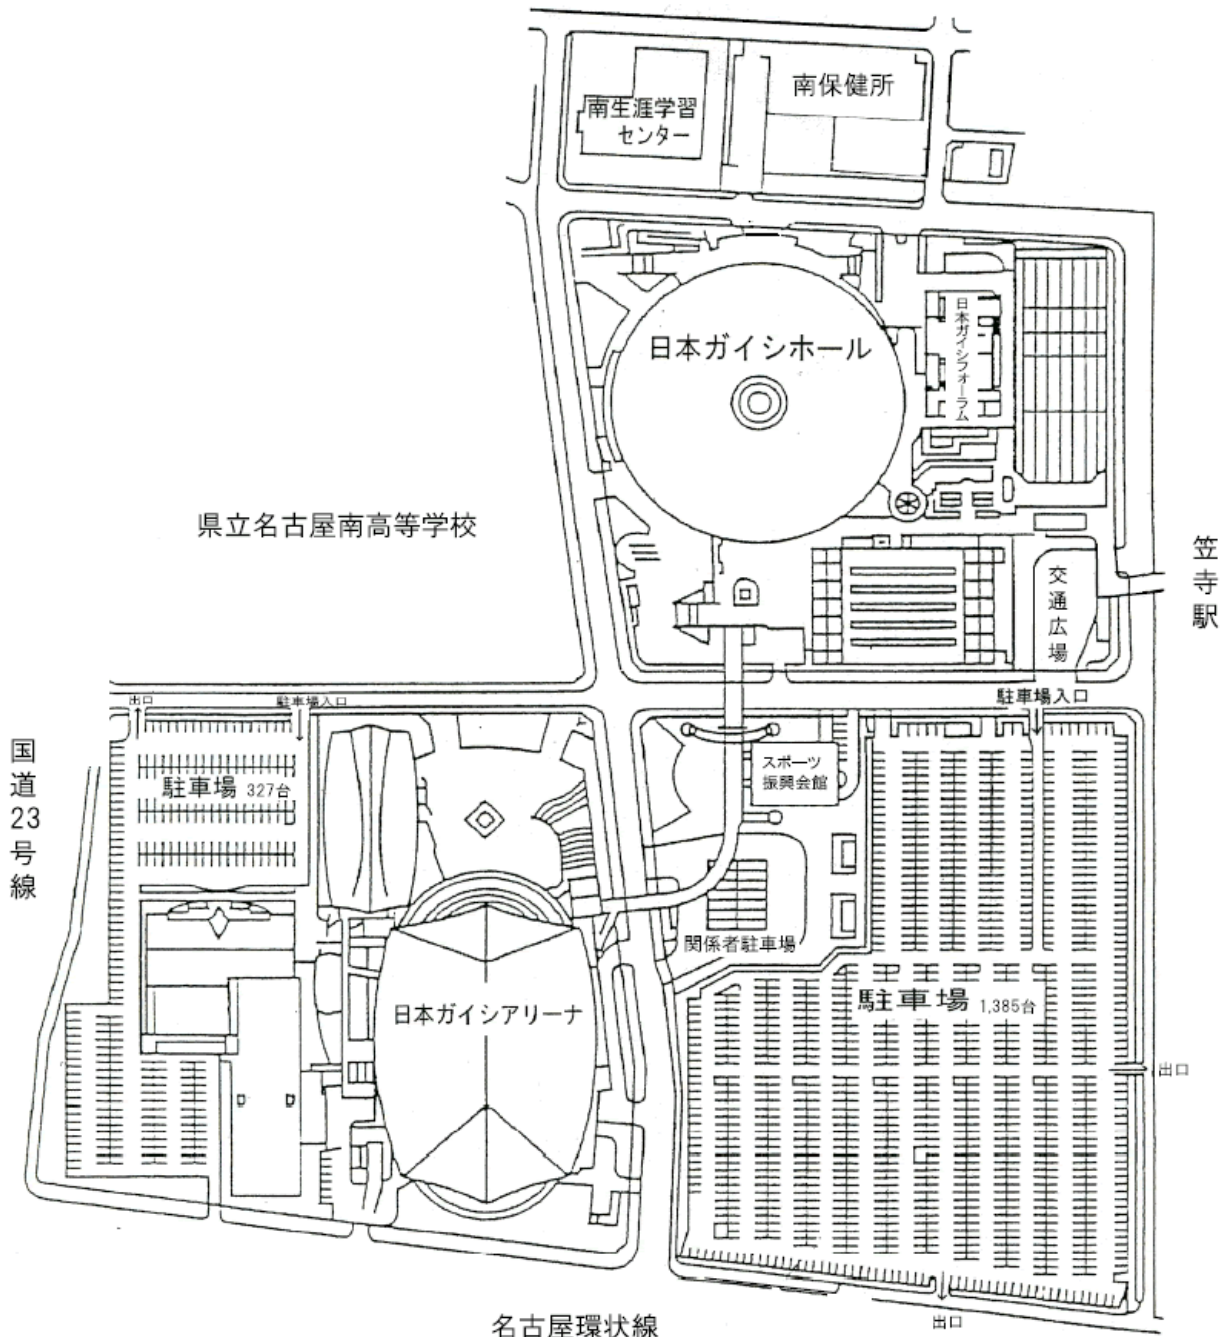 南保健所
南生涯学習
センター
日本ガイシホール
日本ガイシフォーラム
県立名古屋南高等学校
笠寺駅
交通広場
出口
駐車場入口
駐車場入口
国道23号線
駐車場 327台
スポーツ
振興会館
関係者駐車場
駐車場 1,385台
日本ガイシアリーナ
出口
出口
名古屋環状線